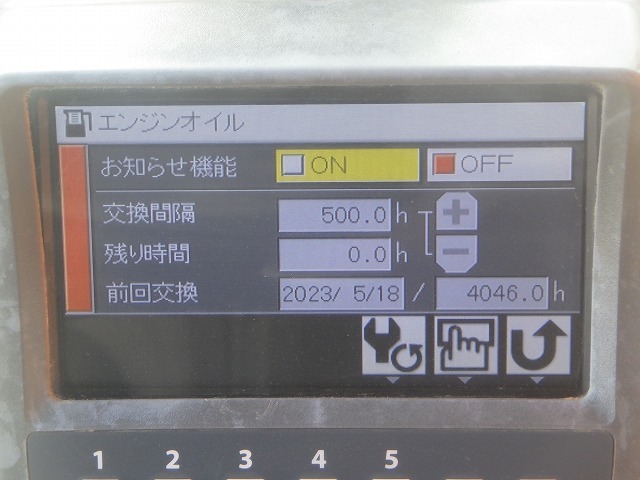 エンジンオイル
お知らせ機能 ON OFF
交換間隔 500.0 h
残り時間 0.0 h
前回交換 2023/ 5/18 / 4046.0 h
1 2 3 4 5